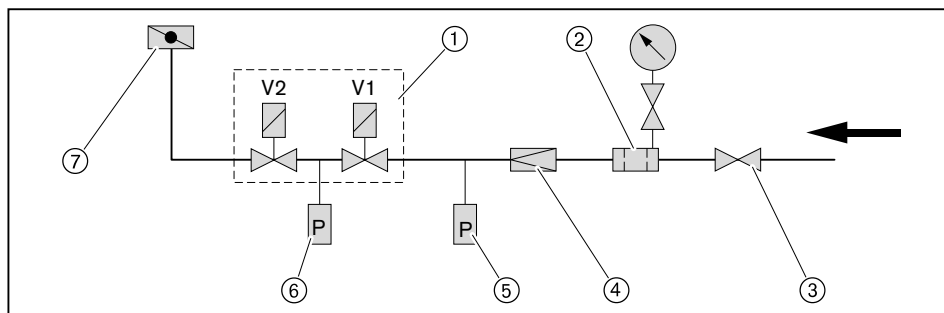 ① ②
V2 V1
⑦
P P
⑥ ⑤ ④ ③